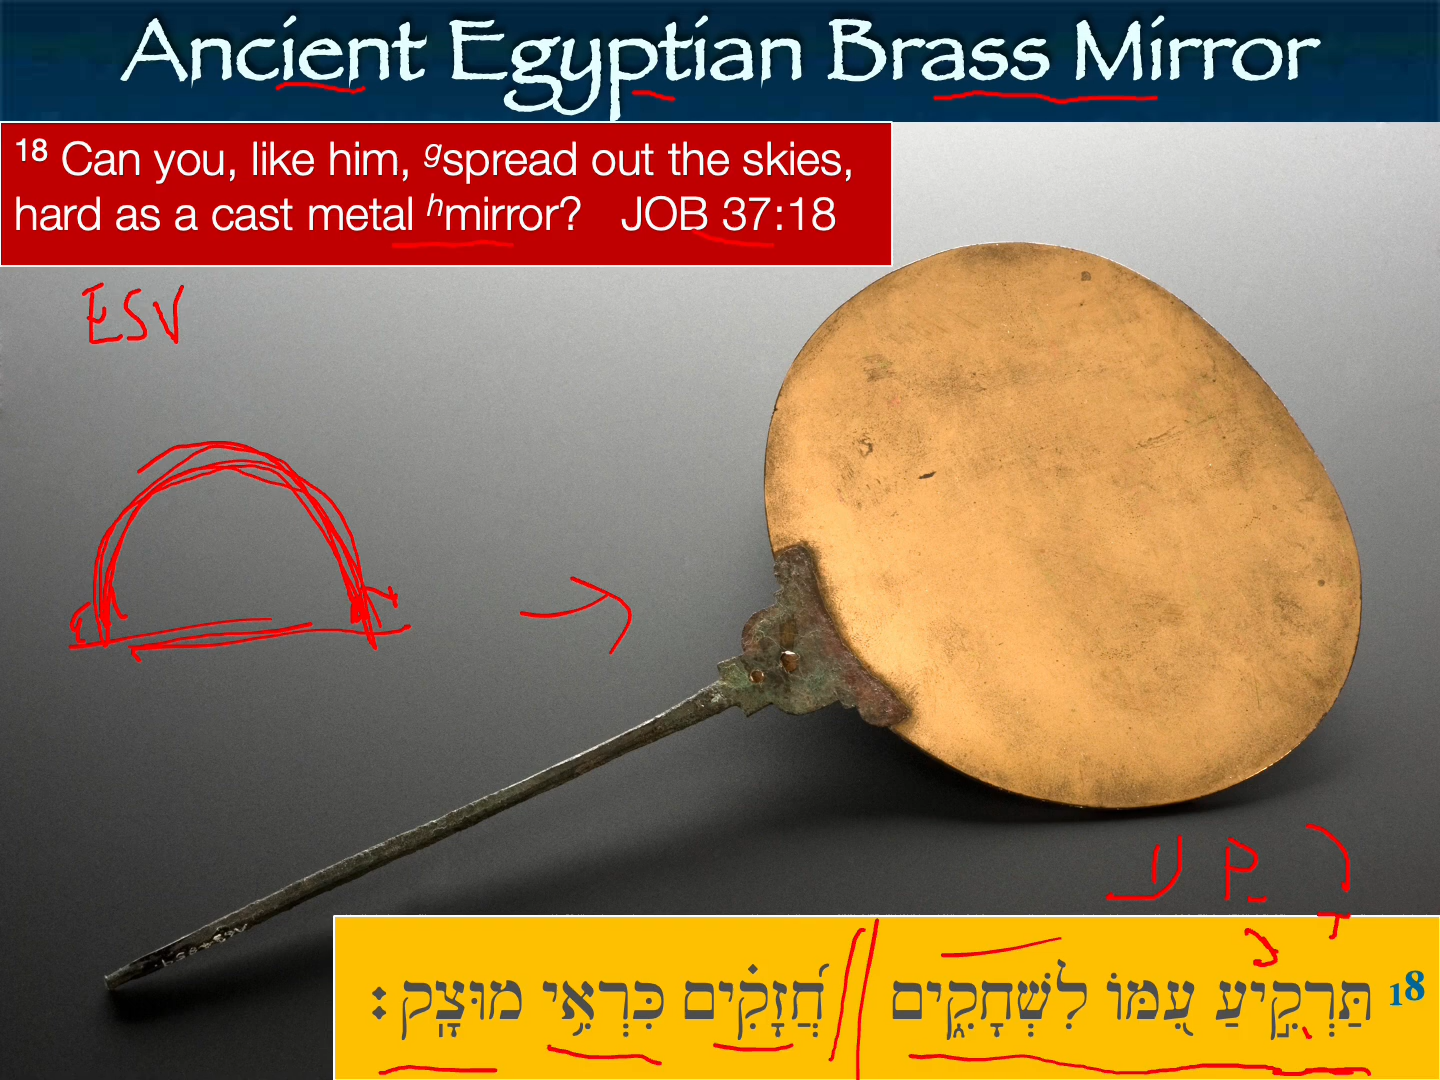 Ancient Egyptian Brass Mirror
18 Can you, like him, gspread out the skies,
hard as a cast metal hmirror? JOB 37:18
ESV
רָקִע
18 תַּרְקִ֣יעַ עִ֭מּוֹ לִשְׁחָקִ֑ים חֲ֝זָקִ֗ים כִּרְאִ֥י מוּצָֽק׃